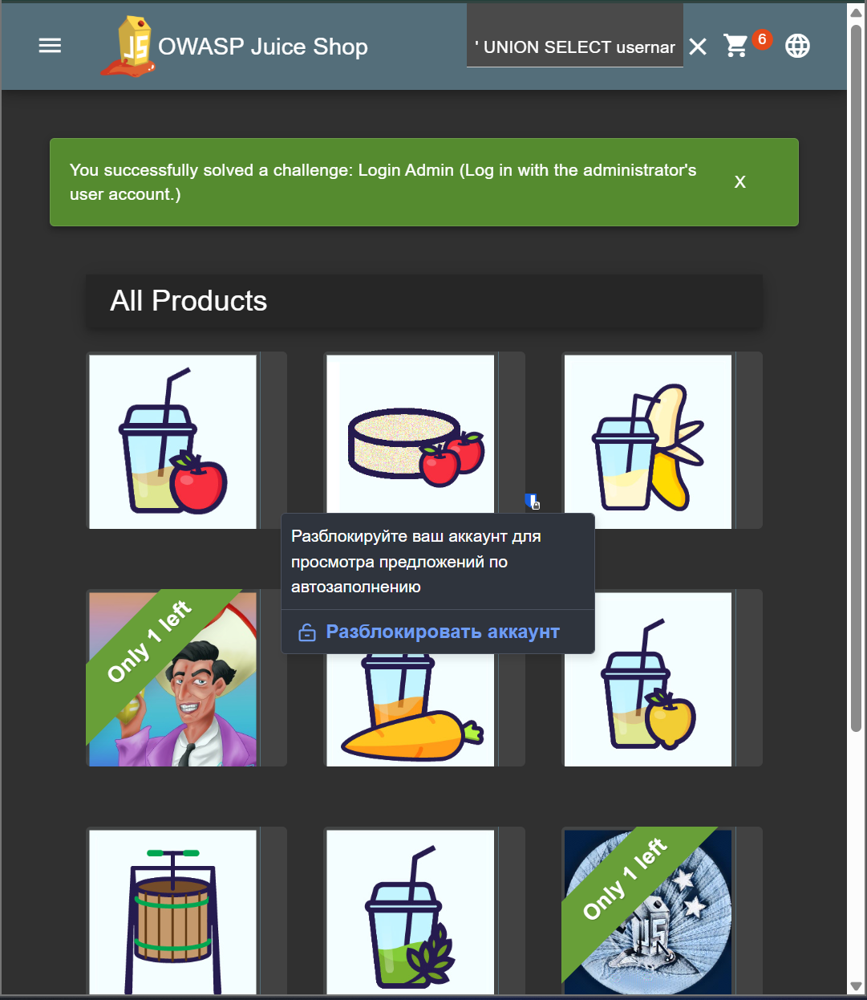 OWASP Juice Shop
' UNION SELECT usernar
6
You successfully solved a challenge: Login Admin (Log in with the administrator's
user account.)
X
All Products
Разблокируйте ваш аккаунт для
просмотра предложений по
автозаполнению
Разблокировать аккаунт
Only 1 left
Only 1 left
JS
JS